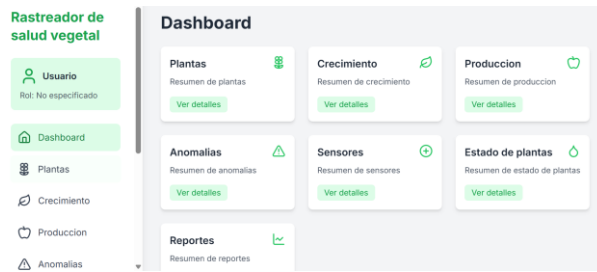 Rastreador de
salud vegetal
Usuario
Rol: No especificado
Dashboard
Plantas
Crecimiento
Produccion
Anomalias
Dashboard
Plantas
Resumen de plantas
Ver detalles
Crecimiento
Resumen de crecimiento
Ver detalles
Produccion
Resumen de produccion
Ver detalles
Anomalias
Resumen de anomalias
Ver detalles
Sensores
Resumen de sensores
Ver detalles
Estado de plantas
Resumen de estado de plantas
Ver detalles
Reportes
Resumen de reportes